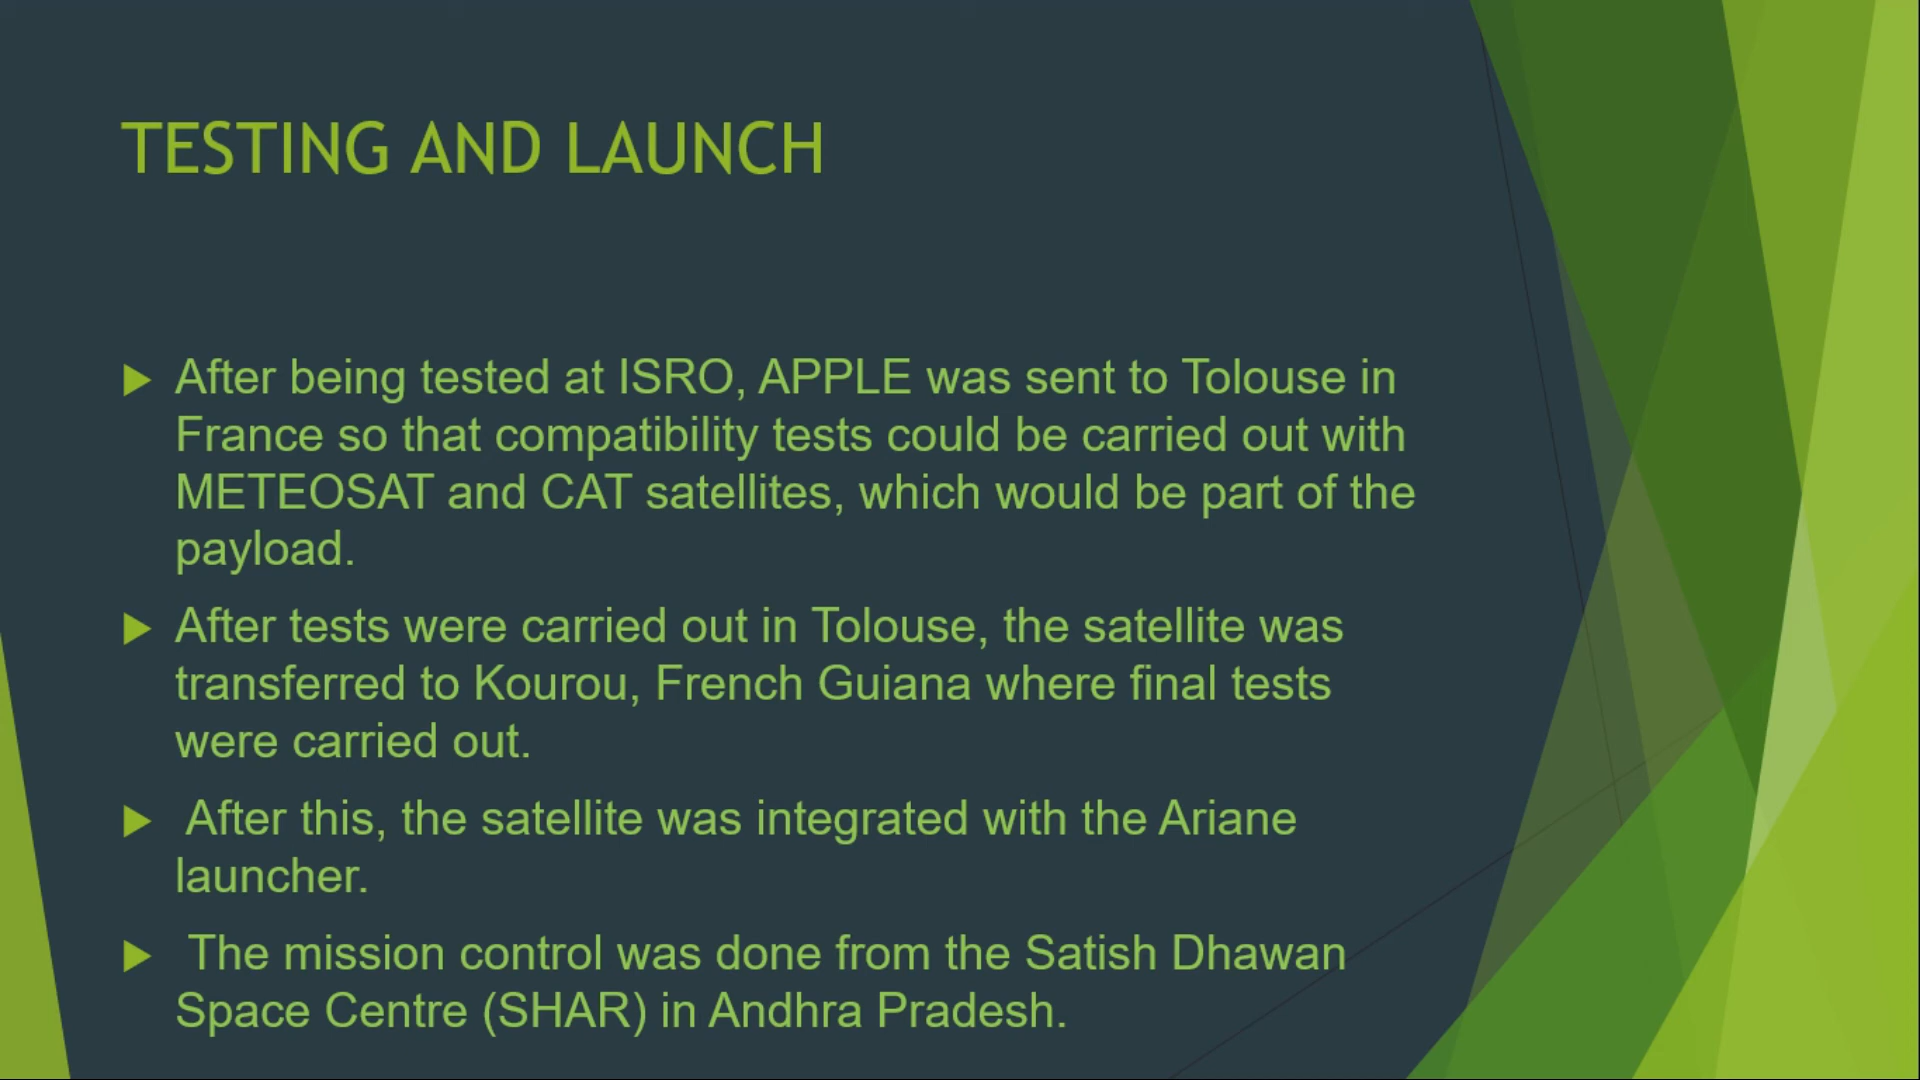 TESTING AND LAUNCH
After being tested at ISRO, APPLE was sent to Tolouse in
France so that compatibility tests could be carried out with
METEOSAT and CAT satellites, which would be part of the
payload.
After tests were carried out in Tolouse, the satellite was
transferred to Kourou, French Guiana where final tests
were carried out.
After this, the satellite was integrated with the Ariane
launcher.
The mission control was done from the Satish Dhawan
Space Centre (SHAR) in Andhra Pradesh.